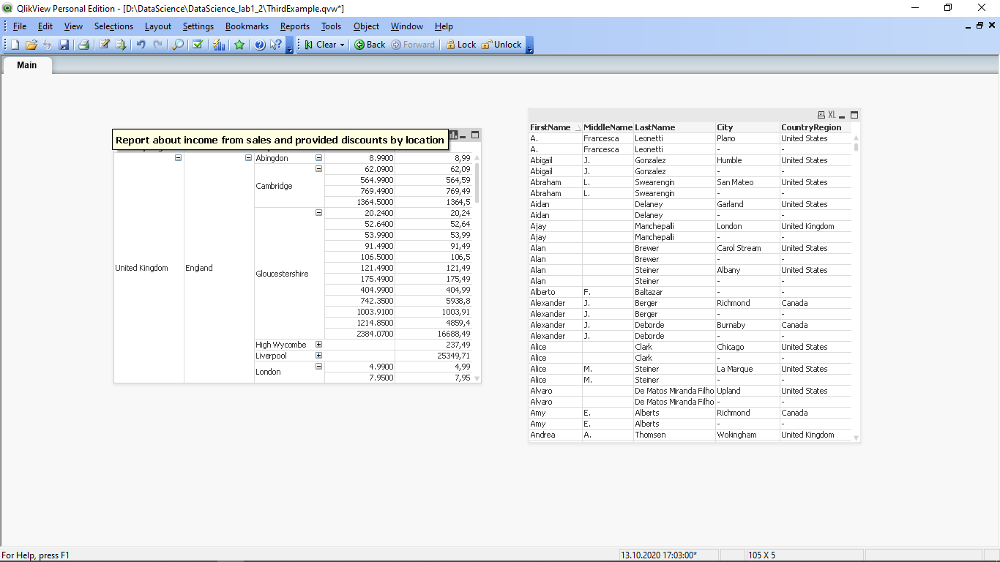 QlikView Personal Edition - [D:\DataScience\DataScience_lab1_2\ThirdExample.qvw*]
File Edit View Selections Layout Settings Bookmarks Reports Tools Object Window Help
Clear Back Forward Lock Unlock
Main
Report about income from sales and provided discounts by location
United Kingdom England
Abingdon 8.9900 8,99
Cambridge
62.0900 62,09
564.9900 564,59
769.4900 769,49
1364.5000 1364,5
Gloucestershire
20.2400 20,24
52.6400 52,64
53.9900 53,99
91.4900 91,49
106.5000 106,5
121.4900 121,49
175.4900 175,49
404.9900 404,99
742.3500 5938,8
1003.9100 1003,91
1214.8500 4859,4
2384.0700 16688,49
High Wycombe 237,49
Liverpool 25349,71
London
4.9900 4,99
7.9500 7,95
XL
FirstName MiddleName LastName City CountryRegion
A. Francesca Leonetti Plano United States
A. Francesca Leonetti - -
Abigail J. Gonzalez Humble United States
Abigail J. Gonzalez - -
Abraham L. Swearengin San Mateo United States
Abraham L. Swearengin - -
Aidan Delaney Garland United States
Aidan Delaney - -
Ajay Manchepali London United Kingdom
Ajay Manchepali - -
Alan Brewer Carol Stream United States
Alan Brewer - -
Alan Steiner Albany United States
Alan Steiner - -
Alberto F. Baltazar - -
Alexander J. Berger Richmond Canada
Alexander J. Berger - -
Alexander J. Deborde Burnaby Canada
Alexander J. Deborde - -
Alice Clark Chicago United States
Alice Clark - -
Alice M. Steiner La Marque United States
Alice M. Steiner - -
Alvaro De Matos Miranda Filho Upland United States
Alvaro De Matos Miranda Filho - -
Amy E. Alberts Richmond Canada
Amy E. Alberts - -
Andrea A. Thomsen Wokingham United Kingdom
For Help, press F1 13.10.2020 17:03:00* 105 X 5